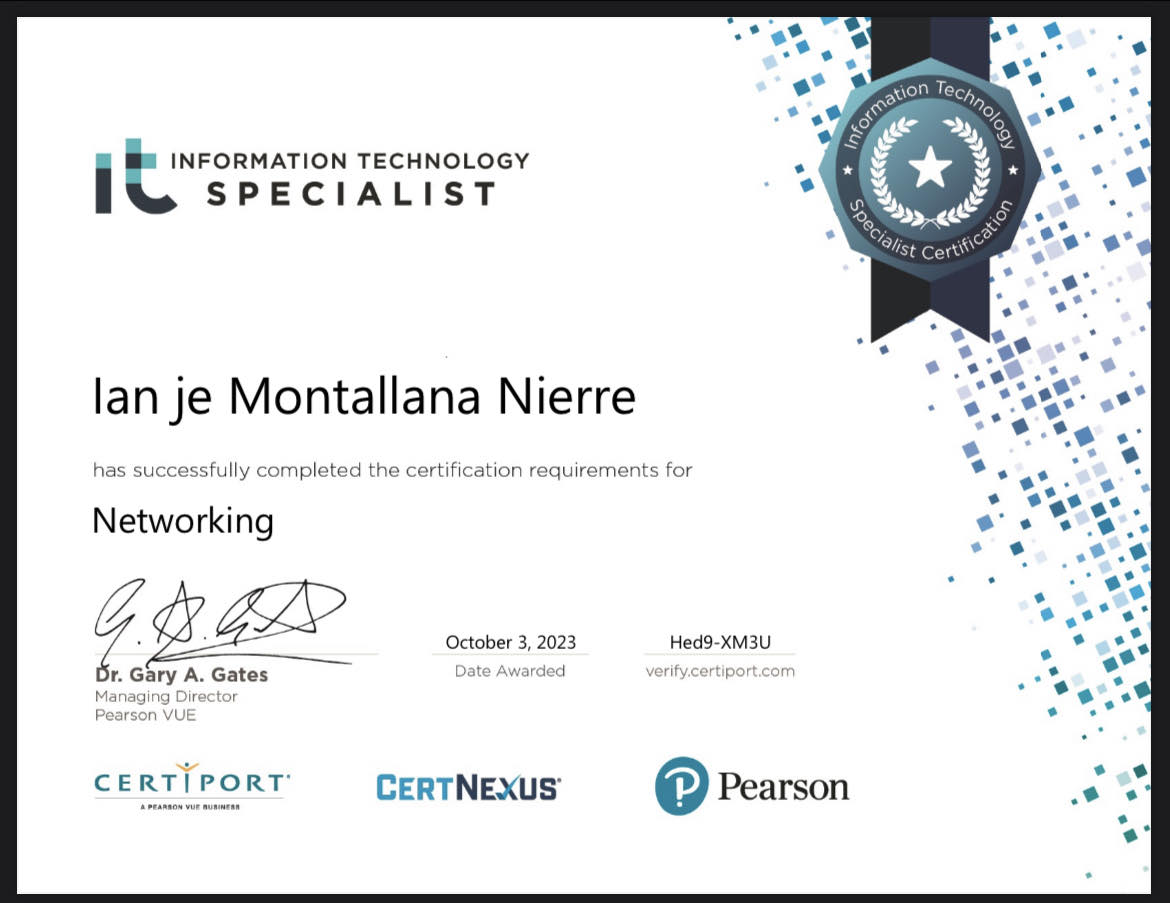 Information Technology
Specialist Certification
it INFORMATION TECHNOLOGY
SPECIALIST
Ian je Montallana Nierre
has successfully completed the certification requirements for
Networking
October 3, 2023
Hed9-XM3U
Dr. Gary A. Gates
Date Awarded
verify.certiport.com
Managing Director
Pearson VUE
CERTIPORT
CERTNEXUS
Pearson
A PEARSON VUE BUSINESS